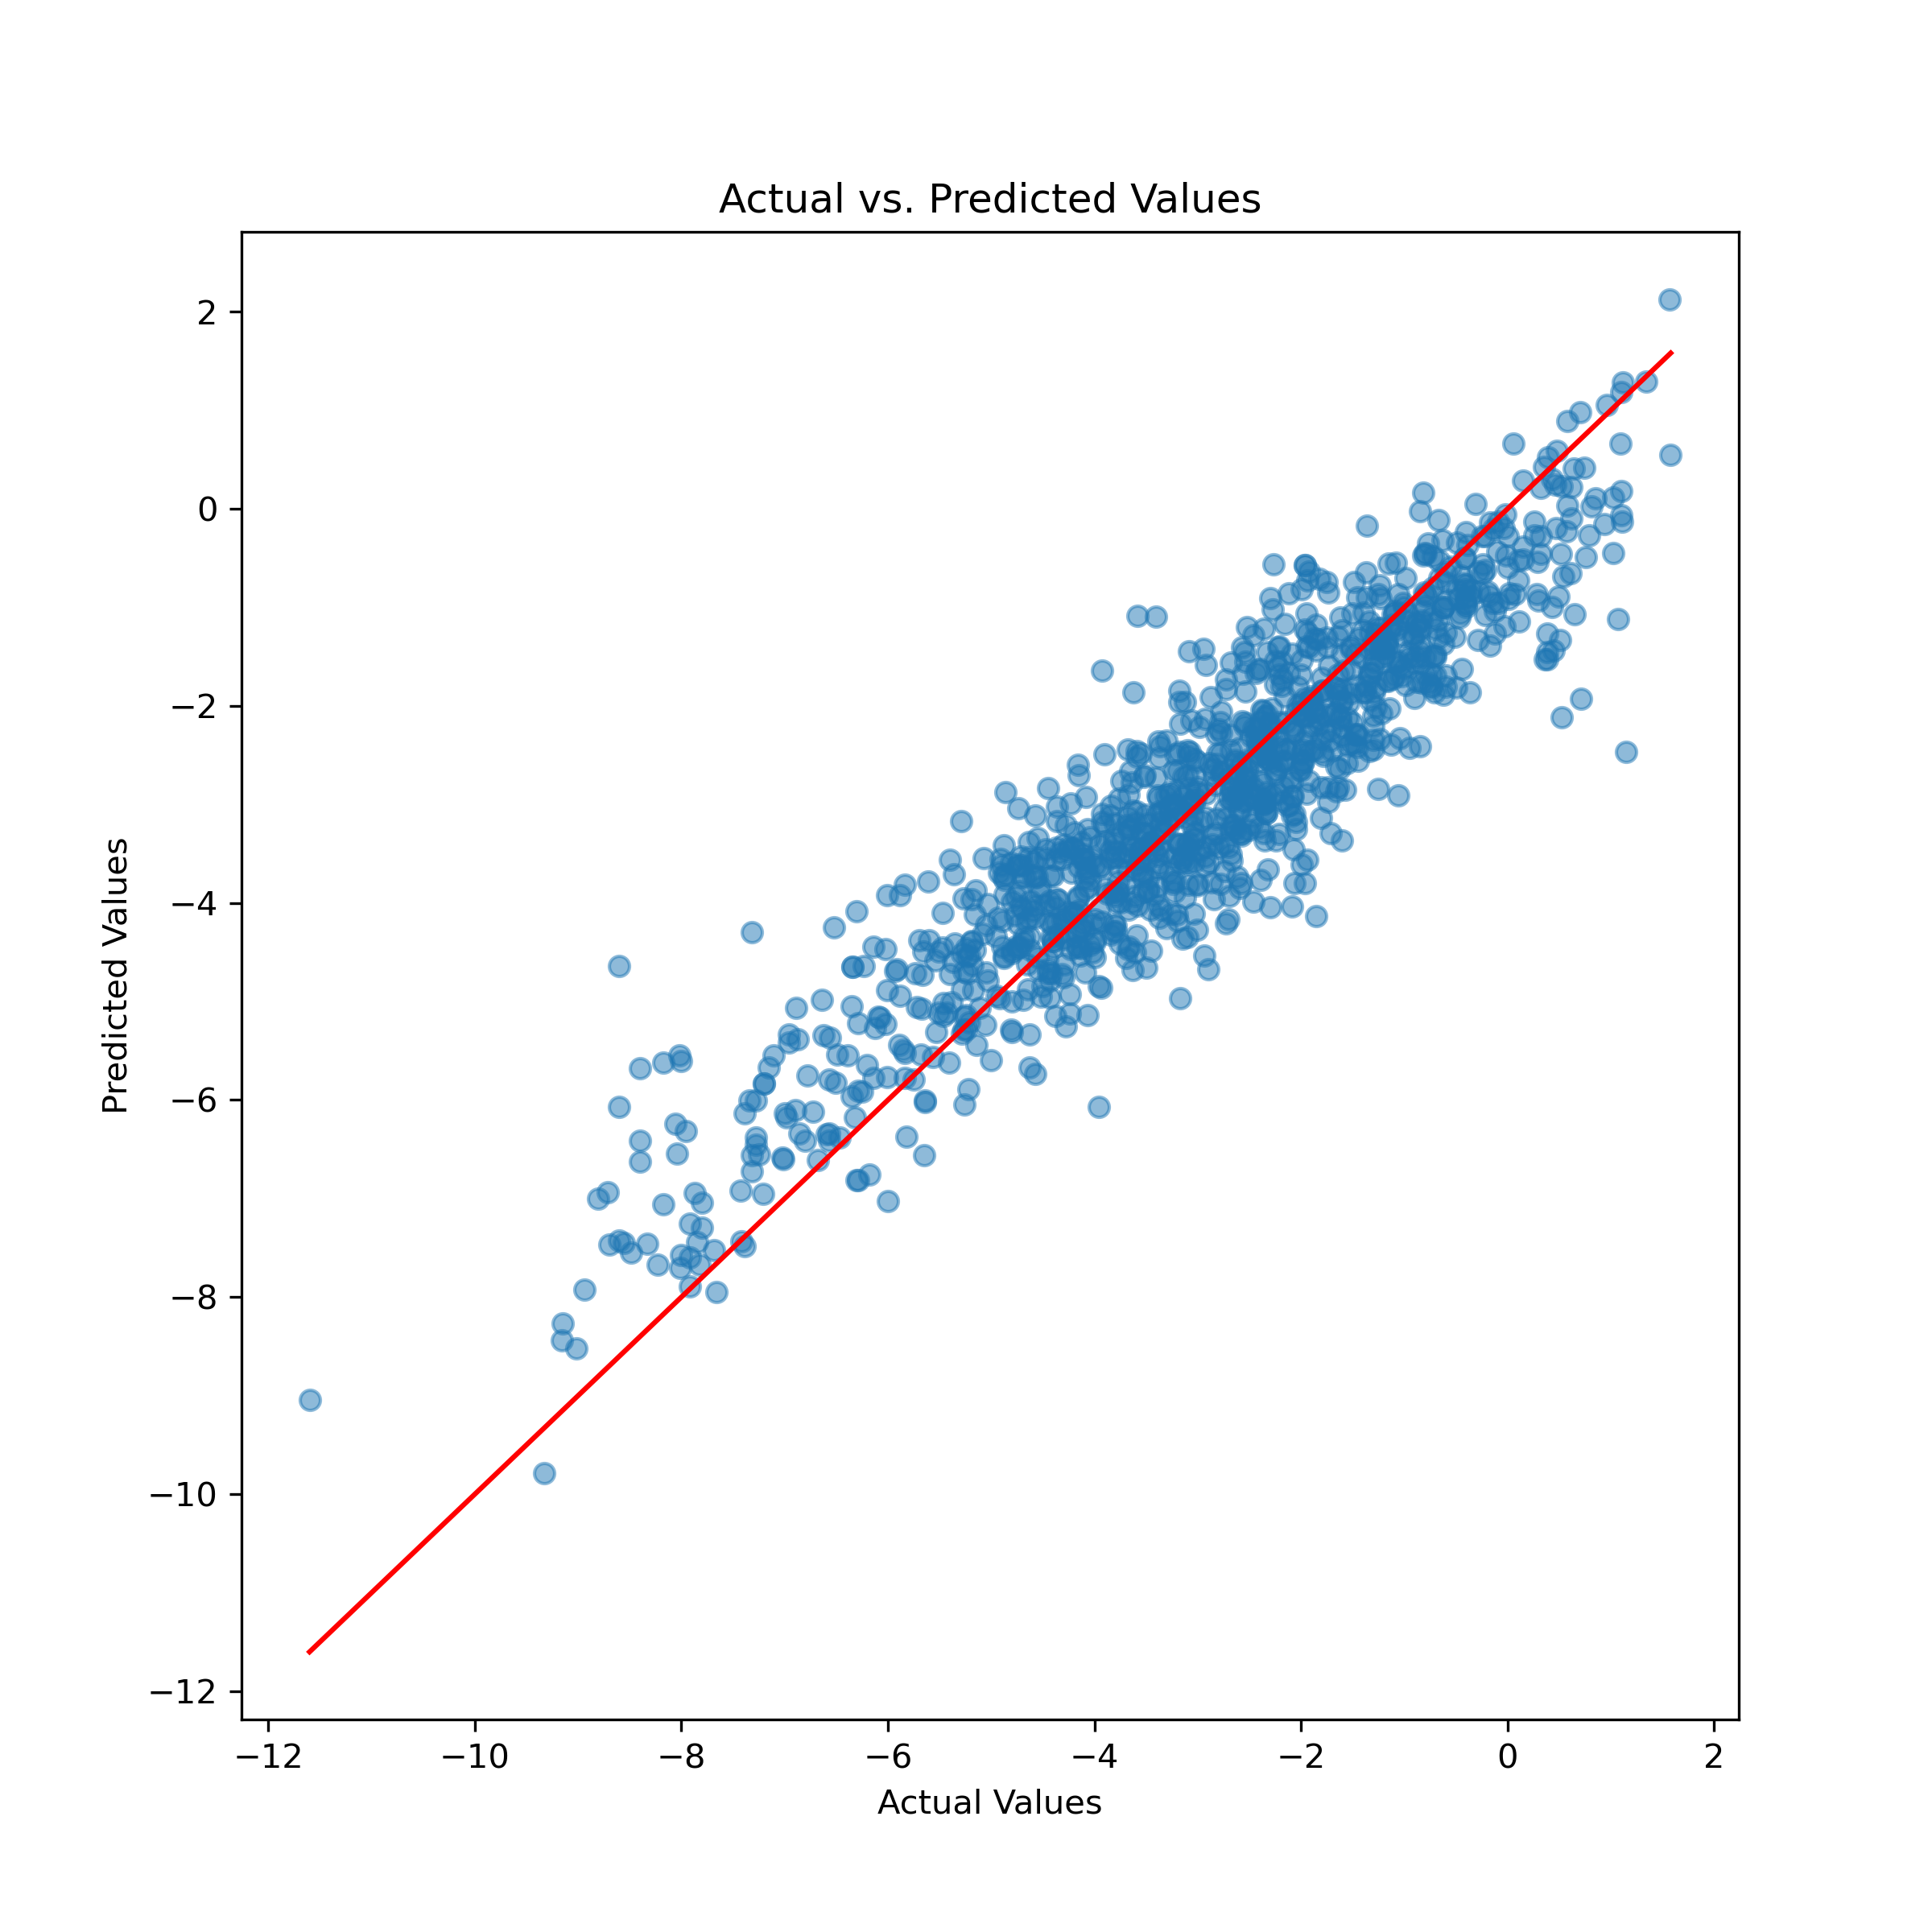 Actual vs. Predicted Values
2
0
−2
−4
−6
−8
−10
−12
Predicted Values
−12 −10 −8 −6 −4 −2 0 2
Actual Values